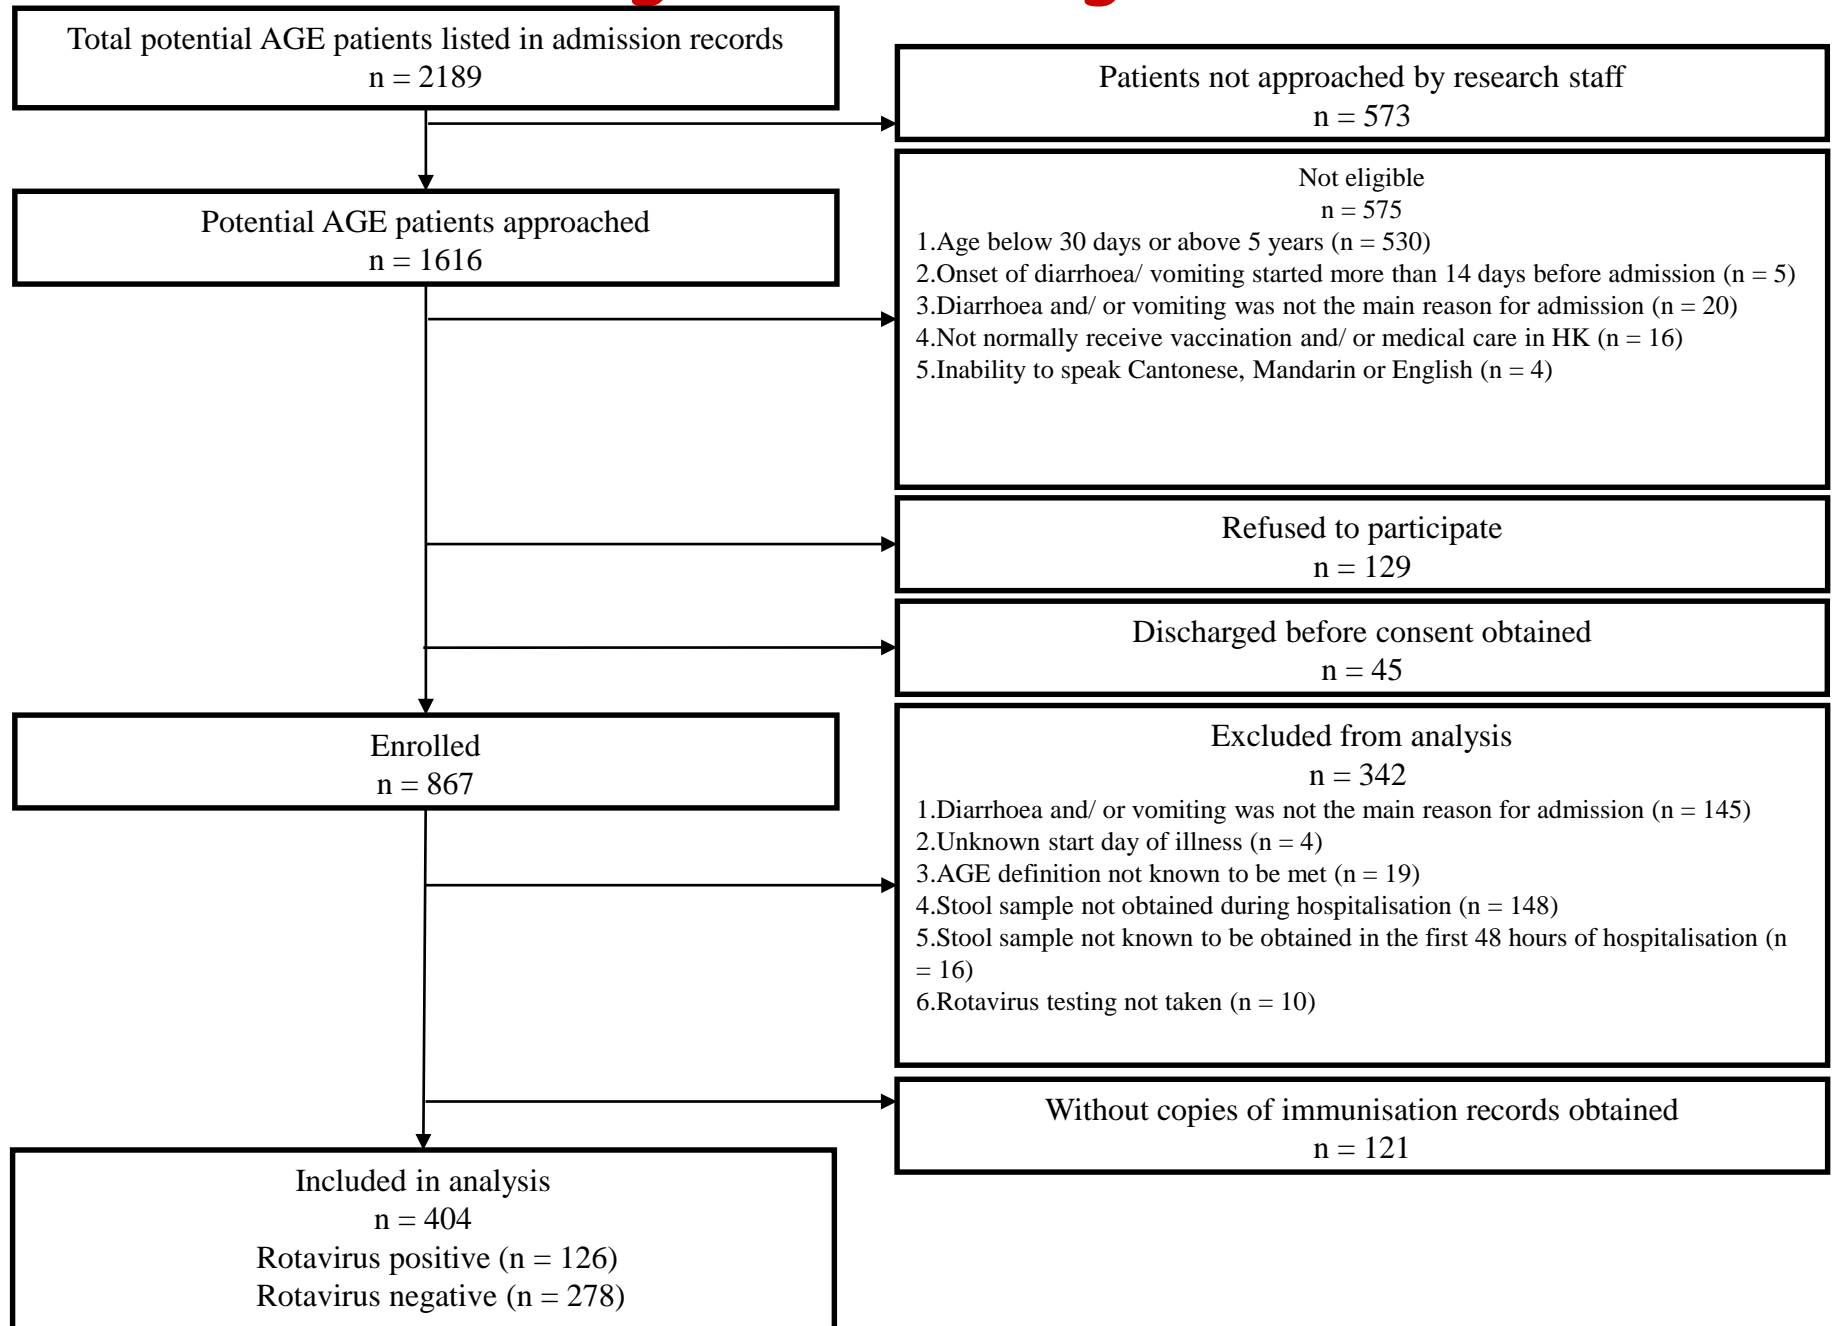 Total potential AGE patients listed in admission records
n = 2189
Patients not approached by research staff
n = 573
Potential AGE patients approached
n = 1616
Not eligible
n = 575
1.Age below 30 days or above 5 years (n = 530)
2.Onset of diarrhoea/ vomiting started more than 14 days before admission (n = 5)
3.Diarrhoea and/ or vomiting was not the main reason for admission (n = 20)
4.Not normally receive vaccination and/ or medical care in HK (n = 16)
5.Inability to speak Cantonese, Mandarin or English (n = 4)
Refused to participate
n = 129
Discharged before consent obtained
n = 45
Enrolled
n = 867
Excluded from analysis
n = 342
1.Diarrhoea and/ or vomiting was not the main reason for admission (n = 145)
2.Unknown start day of illness (n = 4)
3.AGE definition not known to be met (n = 19)
4.Stool sample not obtained during hospitalisation (n = 148)
5.Stool sample not known to be obtained in the first 48 hours of hospitalisation (n
= 16)
6.Rotavirus testing not taken (n = 10)
Without copies of immunisation records obtained
n = 121
Included in analysis
n = 404
Rotavirus positive (n = 126)
Rotavirus negative (n = 278)